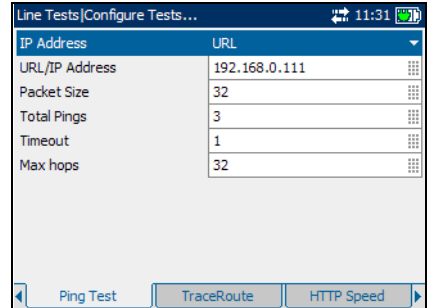 Line Tests|Configure Tests... 11:31
IP Address URL
URL/IP Address 192.168.0.111
Packet Size 32
Total Pings 3
Timeout 1
Max hops 32
Ping Test TraceRoute HTTP Speed